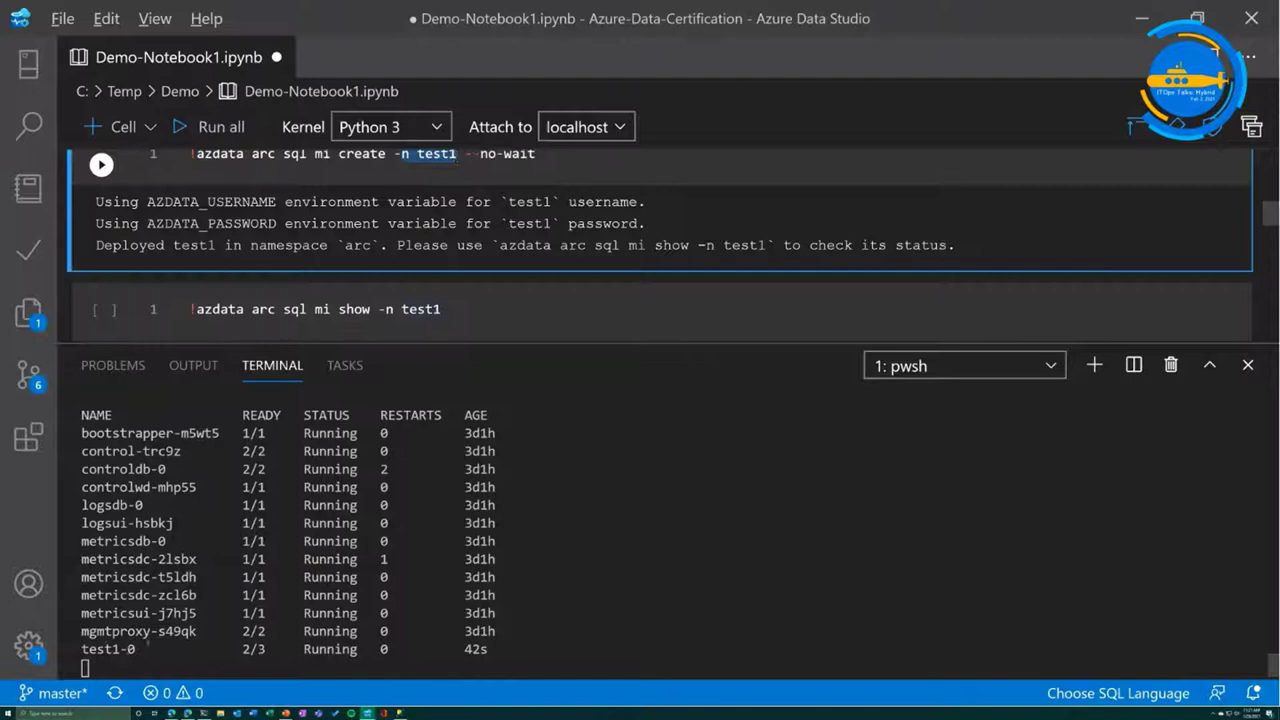 File Edit View Help
● Demo-Notebook1.ipynb - Azure-Data-Certification - Azure Data Studio
Demo-Notebook1.ipynb ●
C: > Temp > Demo > Demo-Notebook1.ipynb
+ Cell Run all Kernel Python 3 Attach to localhost
ITOps Talks: Hybrid
Feb 2, 2021
1 !azdata arc sql mi create -n test1 --no-wait
Using AZDATA_USERNAME environment variable for `test1` username.
Using AZDATA_PASSWORD environment variable for `test1` password.
Deployed test1 in namespace `arc`. Please use `azdata arc sql mi show -n test1` to check its status.
[ ] 1 !azdata arc sql mi show -n test1
1
6
1
PROBLEMS OUTPUT TERMINAL TASKS 1: pwsh
NAME READY STATUS RESTARTS AGE
bootstrapper-m5wt5 1/1 Running 0 3d1h
control-trc9z 2/2 Running 0 3d1h
controldb-0 2/2 Running 2 3d1h
controlwd-mhp55 1/1 Running 0 3d1h
logsdb-0 1/1 Running 0 3d1h
logsui-hsbkj 1/1 Running 0 3d1h
metricsdb-0 1/1 Running 0 3d1h
metricsdc-2lsbx 1/1 Running 1 3d1h
metricsdc-t5ldh 1/1 Running 0 3d1h
metricsdc-zcl6b 1/1 Running 0 3d1h
metricsui-j7hj5 1/1 Running 0 3d1h
mgmtproxy-s49qk 2/2 Running 0 3d1h
test1-0 2/3 Running 0 42s
master* 0 0 Choose SQL Language